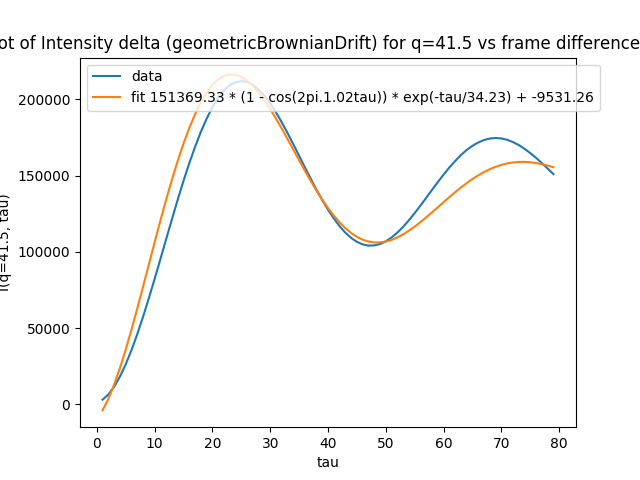 ot of Intensity delta (geometricBrownianDrift) for q=41.5 vs frame difference
data
fit 151369.33 * (1 - cos(2pi.1.02tau)) * exp(-tau/34.23) + -9531.26
200000
150000
100000
50000
0
I(q=41.5, tau)
0 10 20 30 40 50 60 70 80
tau